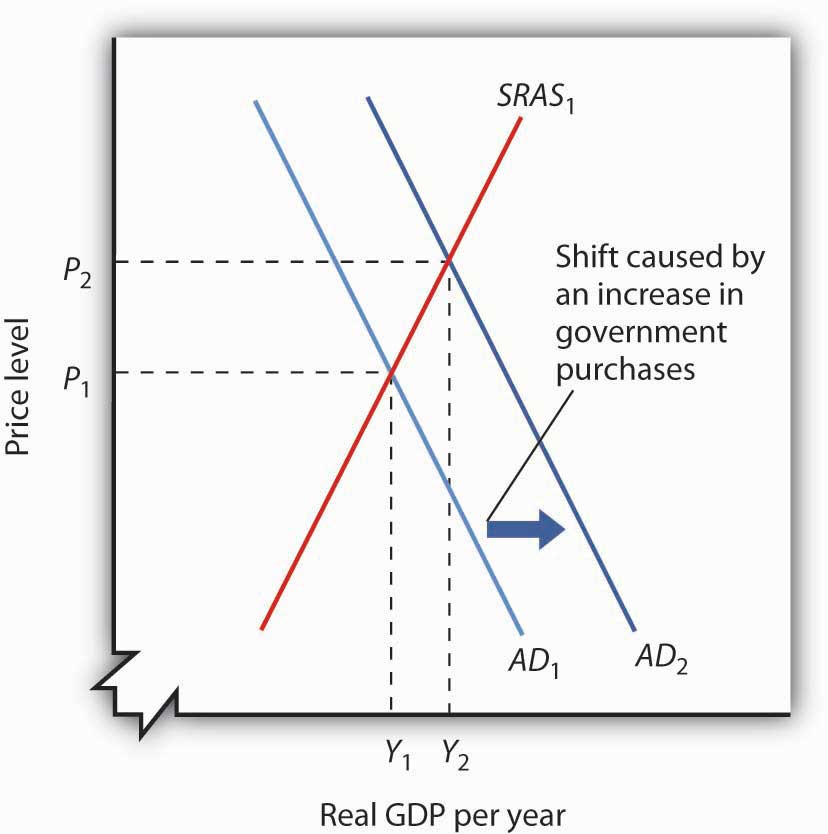 SRAS₁
Shift caused by
an increase in
government
purchases
P₂
P₁
Price level
AD₁
AD₂
Y₁ Y₂
Real GDP per year